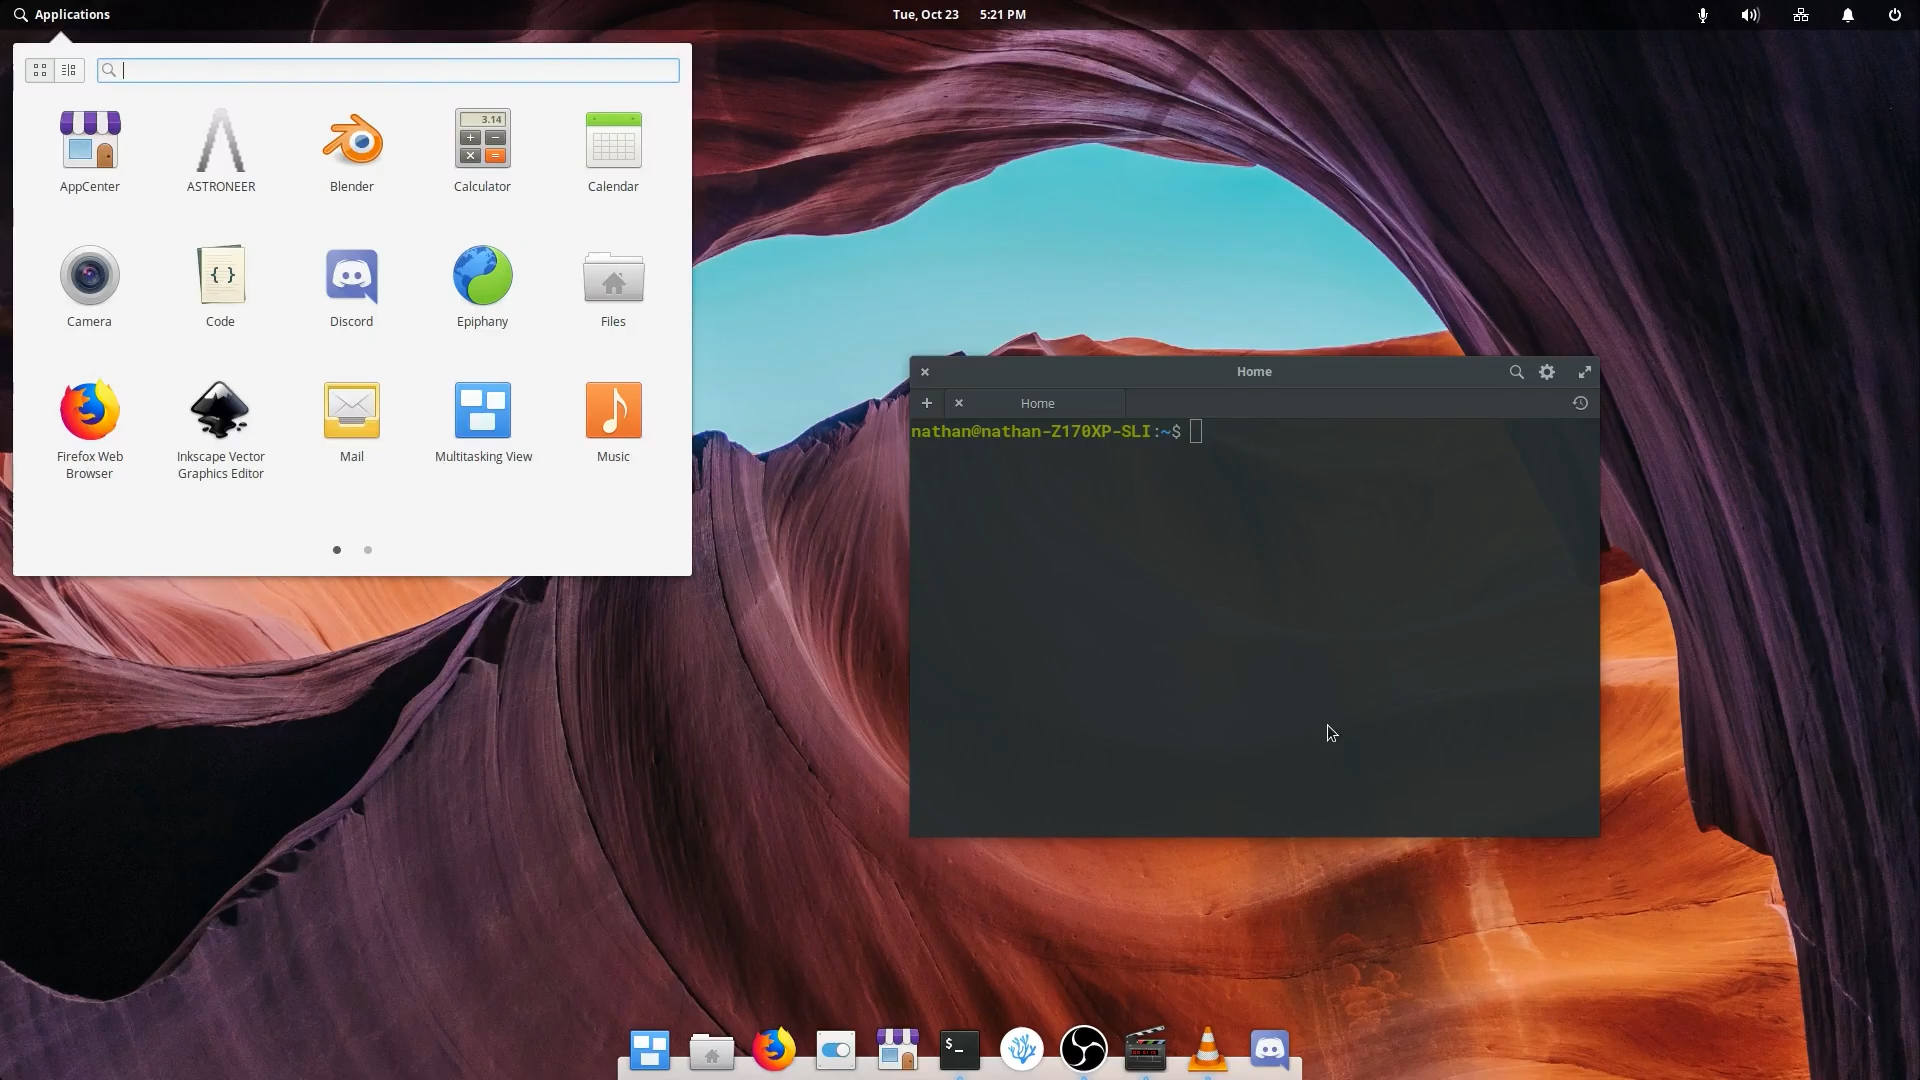 Applications
Tue, Oct 23 5:21 PM
3.14
AppCenter
ASTRONEER
Blender
Calculator
Calendar
{ }
Camera
Code
Discord
Epiphany
Files
Firefox Web
Browser
Inkscape Vector
Graphics Editor
Mail
Multitasking View
Music
Home
Home
nathan@nathan-Z170XP-SLI:~$
$_